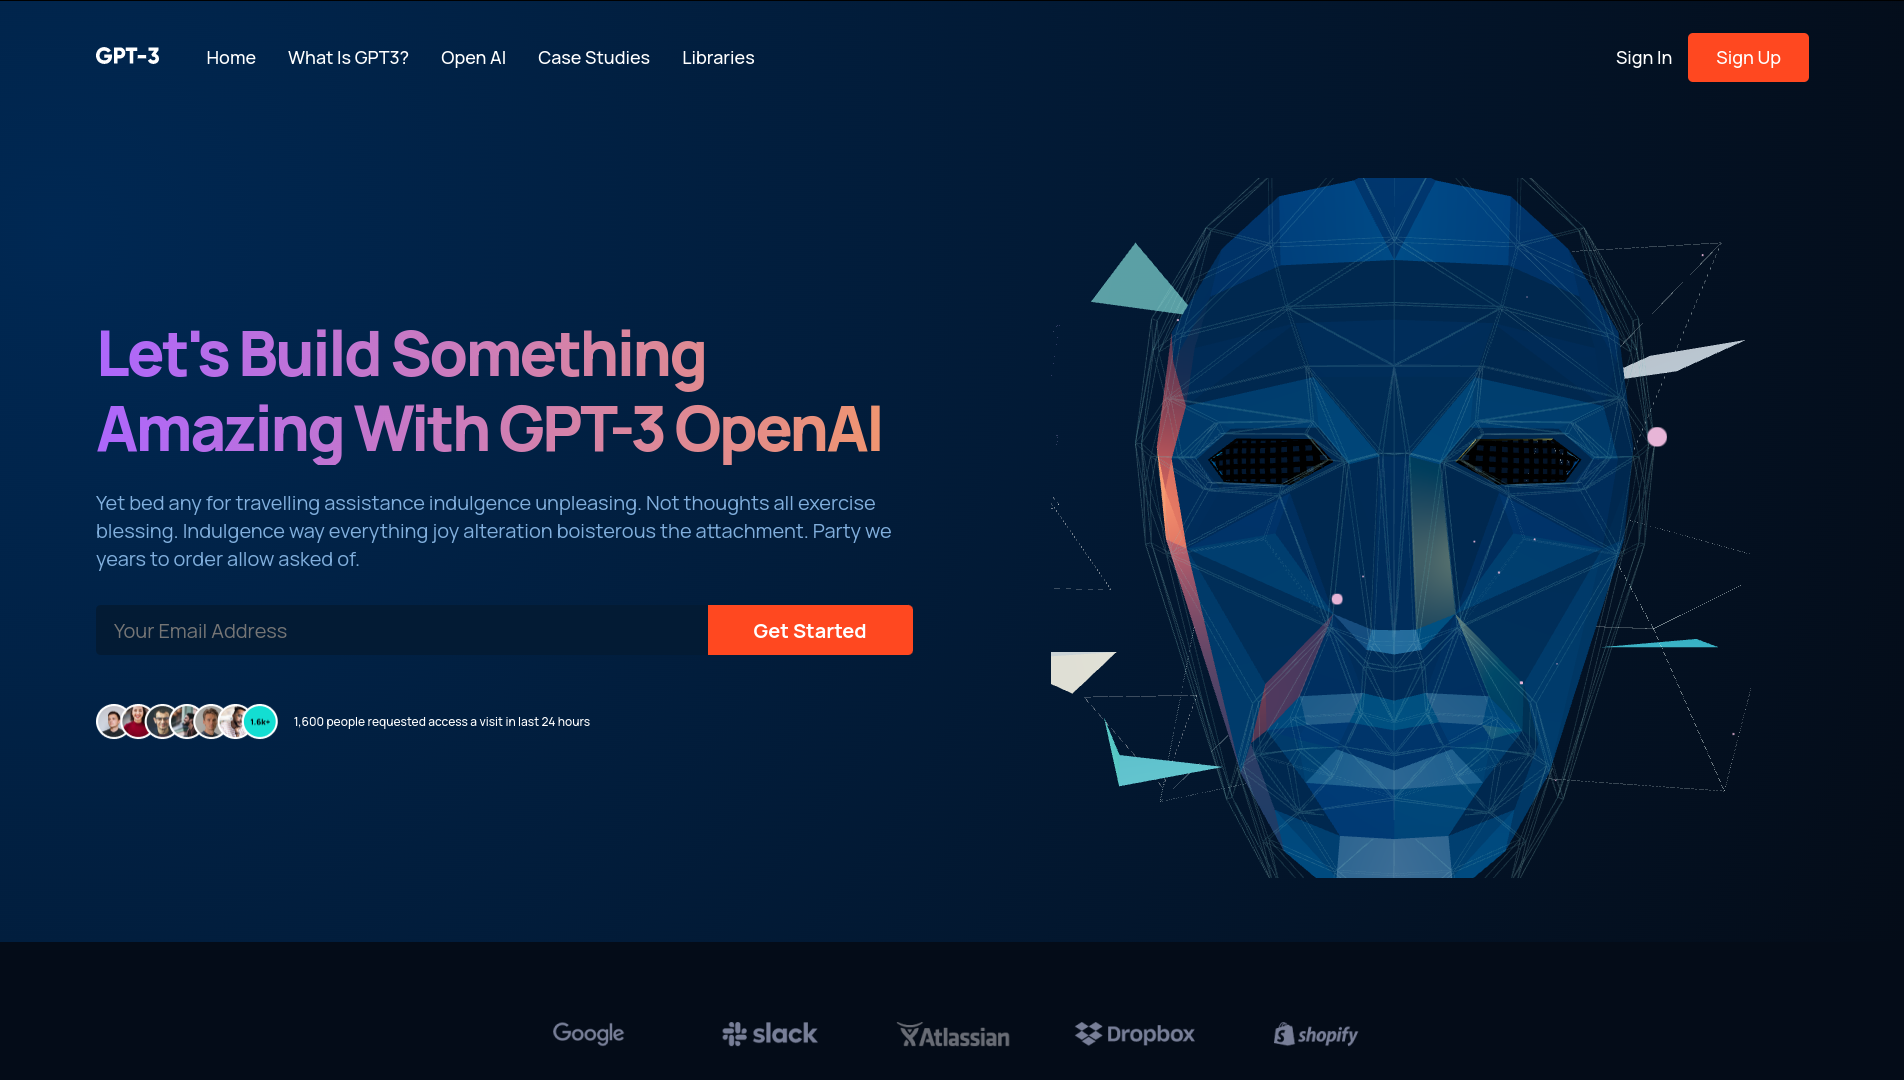 GPT-3
Home
What Is GPT3?
Open AI
Case Studies
Libraries
Sign In
Sign Up
Let's Build Something
Amazing With GPT-3 OpenAI
Yet bed any for travelling assistance indulgence unpleasing. Not thoughts all exercise
blessing. Indulgence way everything joy alteration boisterous the attachment. Party we
years to order allow asked of.
Your Email Address
Get Started
1.6k+
1,600 people requested access a visit in last 24 hours
Google
slack
Atlassian
Dropbox
shopify